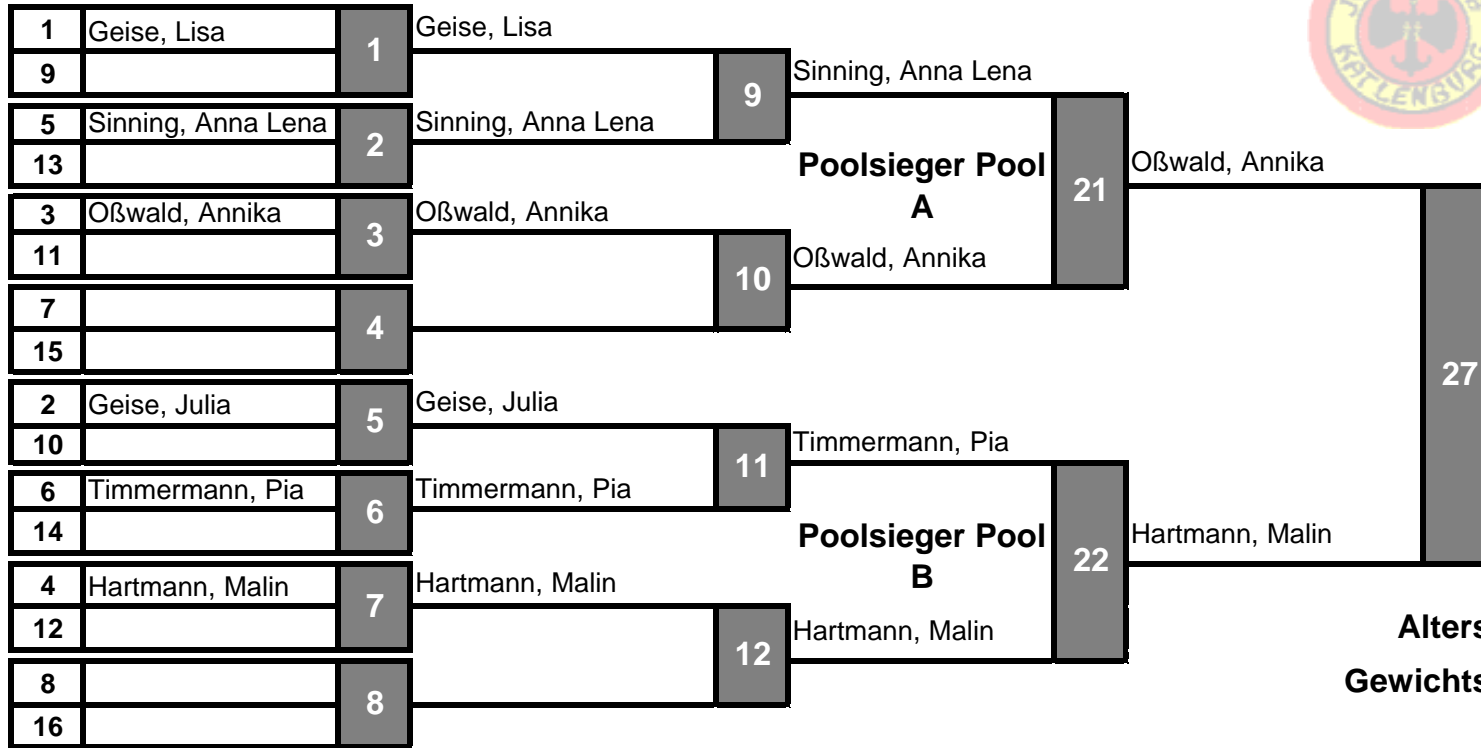 1 Geise, Lisa 1 Geise, Lisa
9
9 Sinning, Anna Lena
5 Sinning, Anna Lena 2 Sinning, Anna Lena
13
Poolsieger Pool
A
21 Oßwald, Annika
3 Oßwald, Annika 3 Oßwald, Annika
11
10 Oßwald, Annika
7
4
15
27
2 Geise, Julia 5 Geise, Julia
10
11 Timmermann, Pia
6 Timmermann, Pia 6 Timmermann, Pia
14
Poolsieger Pool
B
22 Hartmann, Malin
4 Hartmann, Malin 7 Hartmann, Malin
12
12 Hartmann, Malin
8
8
16
Alters
Gewichts
KATLENBURG